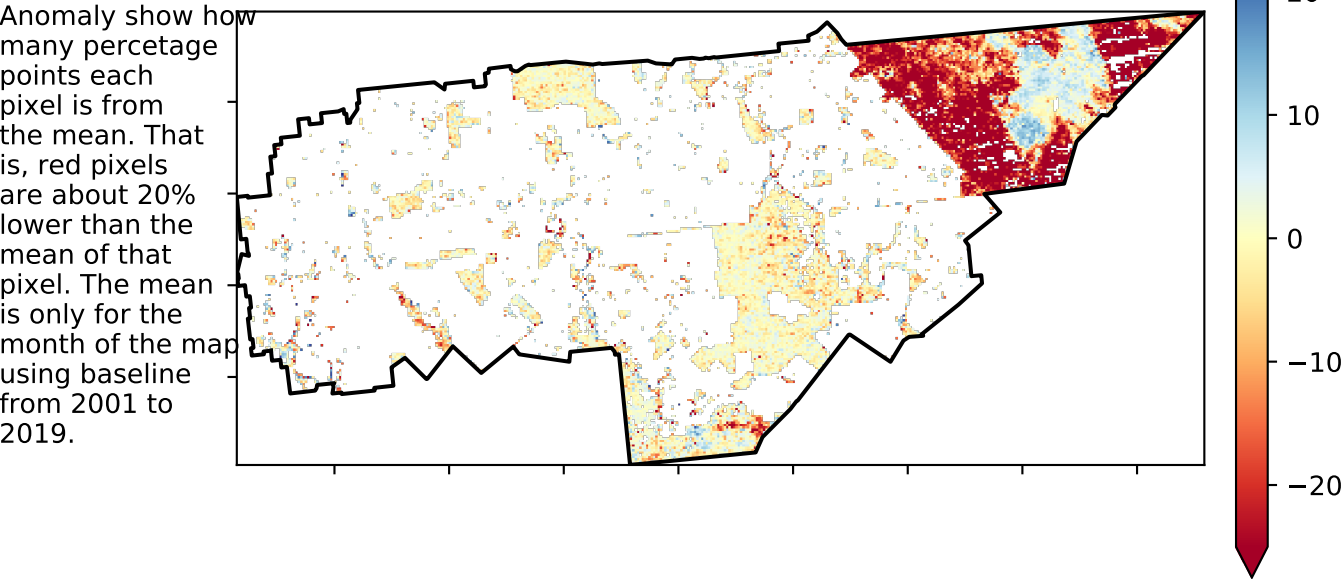 Anomaly show how
many percetage
points each
pixel is from
the mean. That
is, red pixels
are about 20%
lower than the
mean of that
pixel. The mean
is only for the
month of the map
using baseline
from 2001 to
2019.
10
0
−10
−20